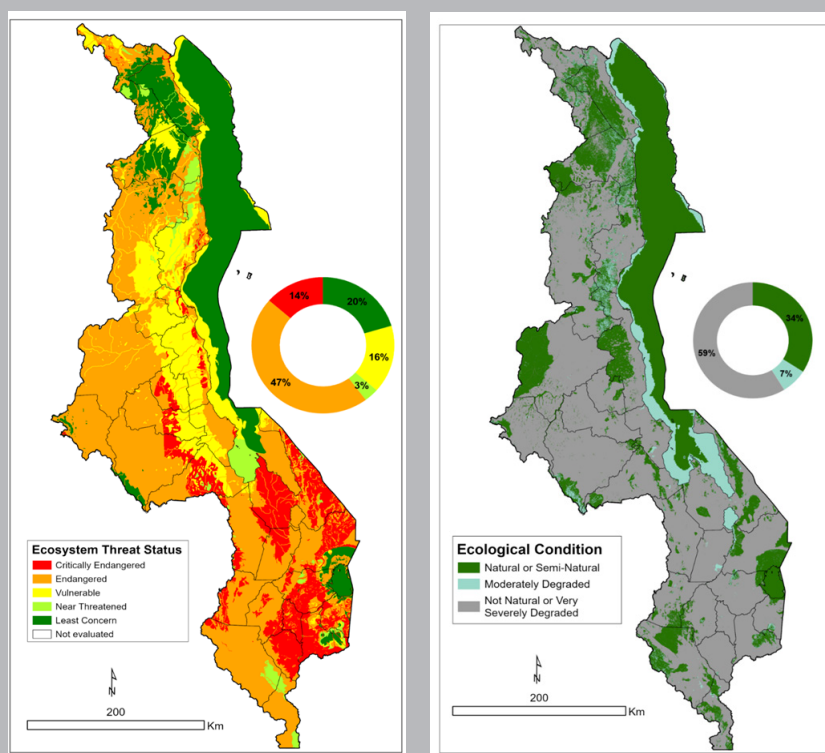 14%
20%
16%
3%
47%
Ecosystem Threat Status
Critically Endangered
Endangered
Vulnerable
Near Threatened
Least Concern
Not evaluated
N
200
Km
34%
7%
59%
Ecological Condition
Natural or Semi-Natural
Moderately Degraded
Not Natural or Very
Severely Degraded
N
200
Km